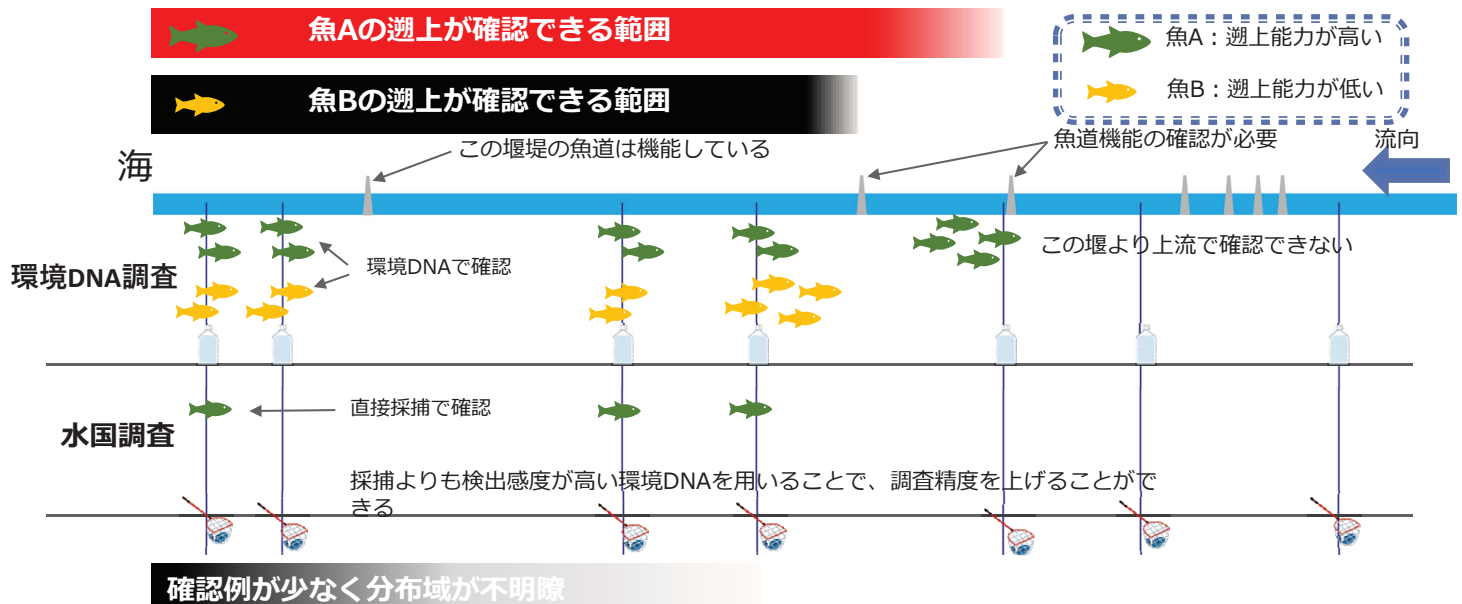 魚Aの遡上が確認できる範囲
魚A：遡上能力が高い
魚Bの遡上が確認できる範囲
魚B：遡上能力が低い
海
この堰堤の魚道は機能している
魚道機能の確認が必要
流向
この堰より上流で確認できない
環境DNA調査
環境DNAで確認
水国調査
直接採捕で確認
採捕よりも検出感度が高い環境DNAを用いることで、調査精度を上げることがで
きる
確認例が少なく分布域が不明瞭